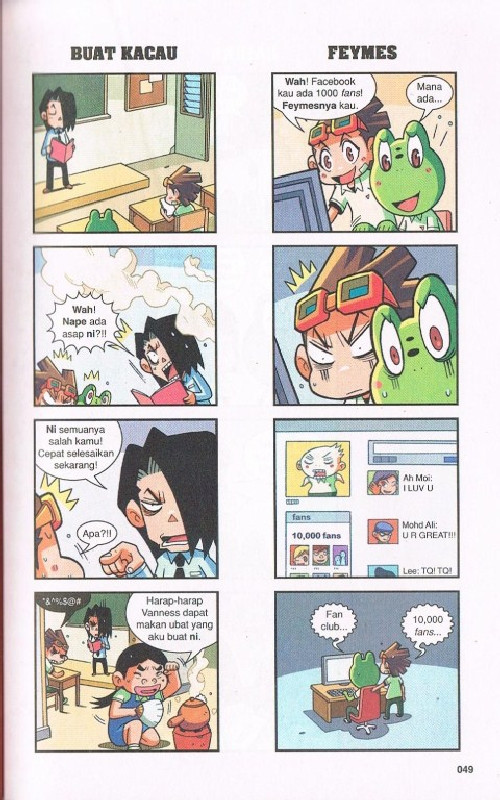 BUAT KACAU
Wah!
Nape ada
asap ni?!!
Ni semuanya
salah kamu!
Cepat selesaikan
sekarang!
Apa?!!
*&^%$@#
Harap-harap
Vanness dapat
makan ubat yang
aku buat ni.
FEYMES
Wah! Facebook
kau ada 1000 fans!
Feymesnya kau.
Mana
ada...
fans
10,000 fans
Ah Moi:
I LUV U
Mohd Ali:
U R GREAT!!!
Lee: TQ! TQ!!
Fan
club...
10,000
fans...
049